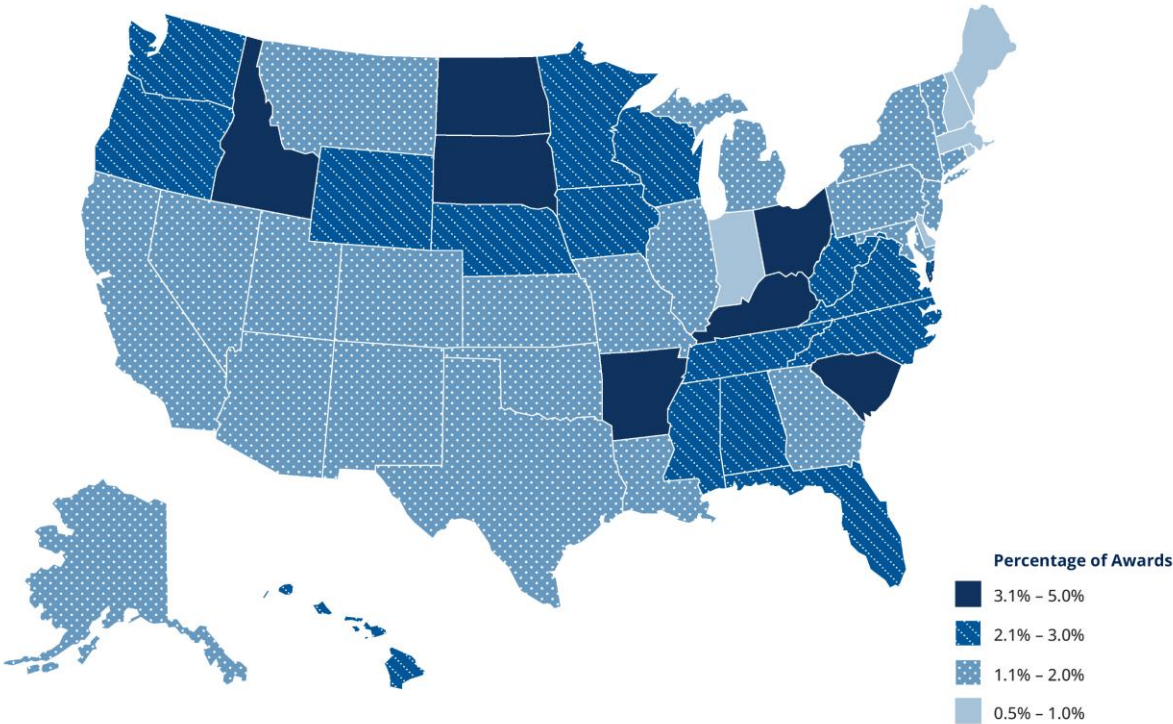 Percentage of Awards
3.1% – 5.0%
2.1% – 3.0%
1.1% – 2.0%
0.5% – 1.0%